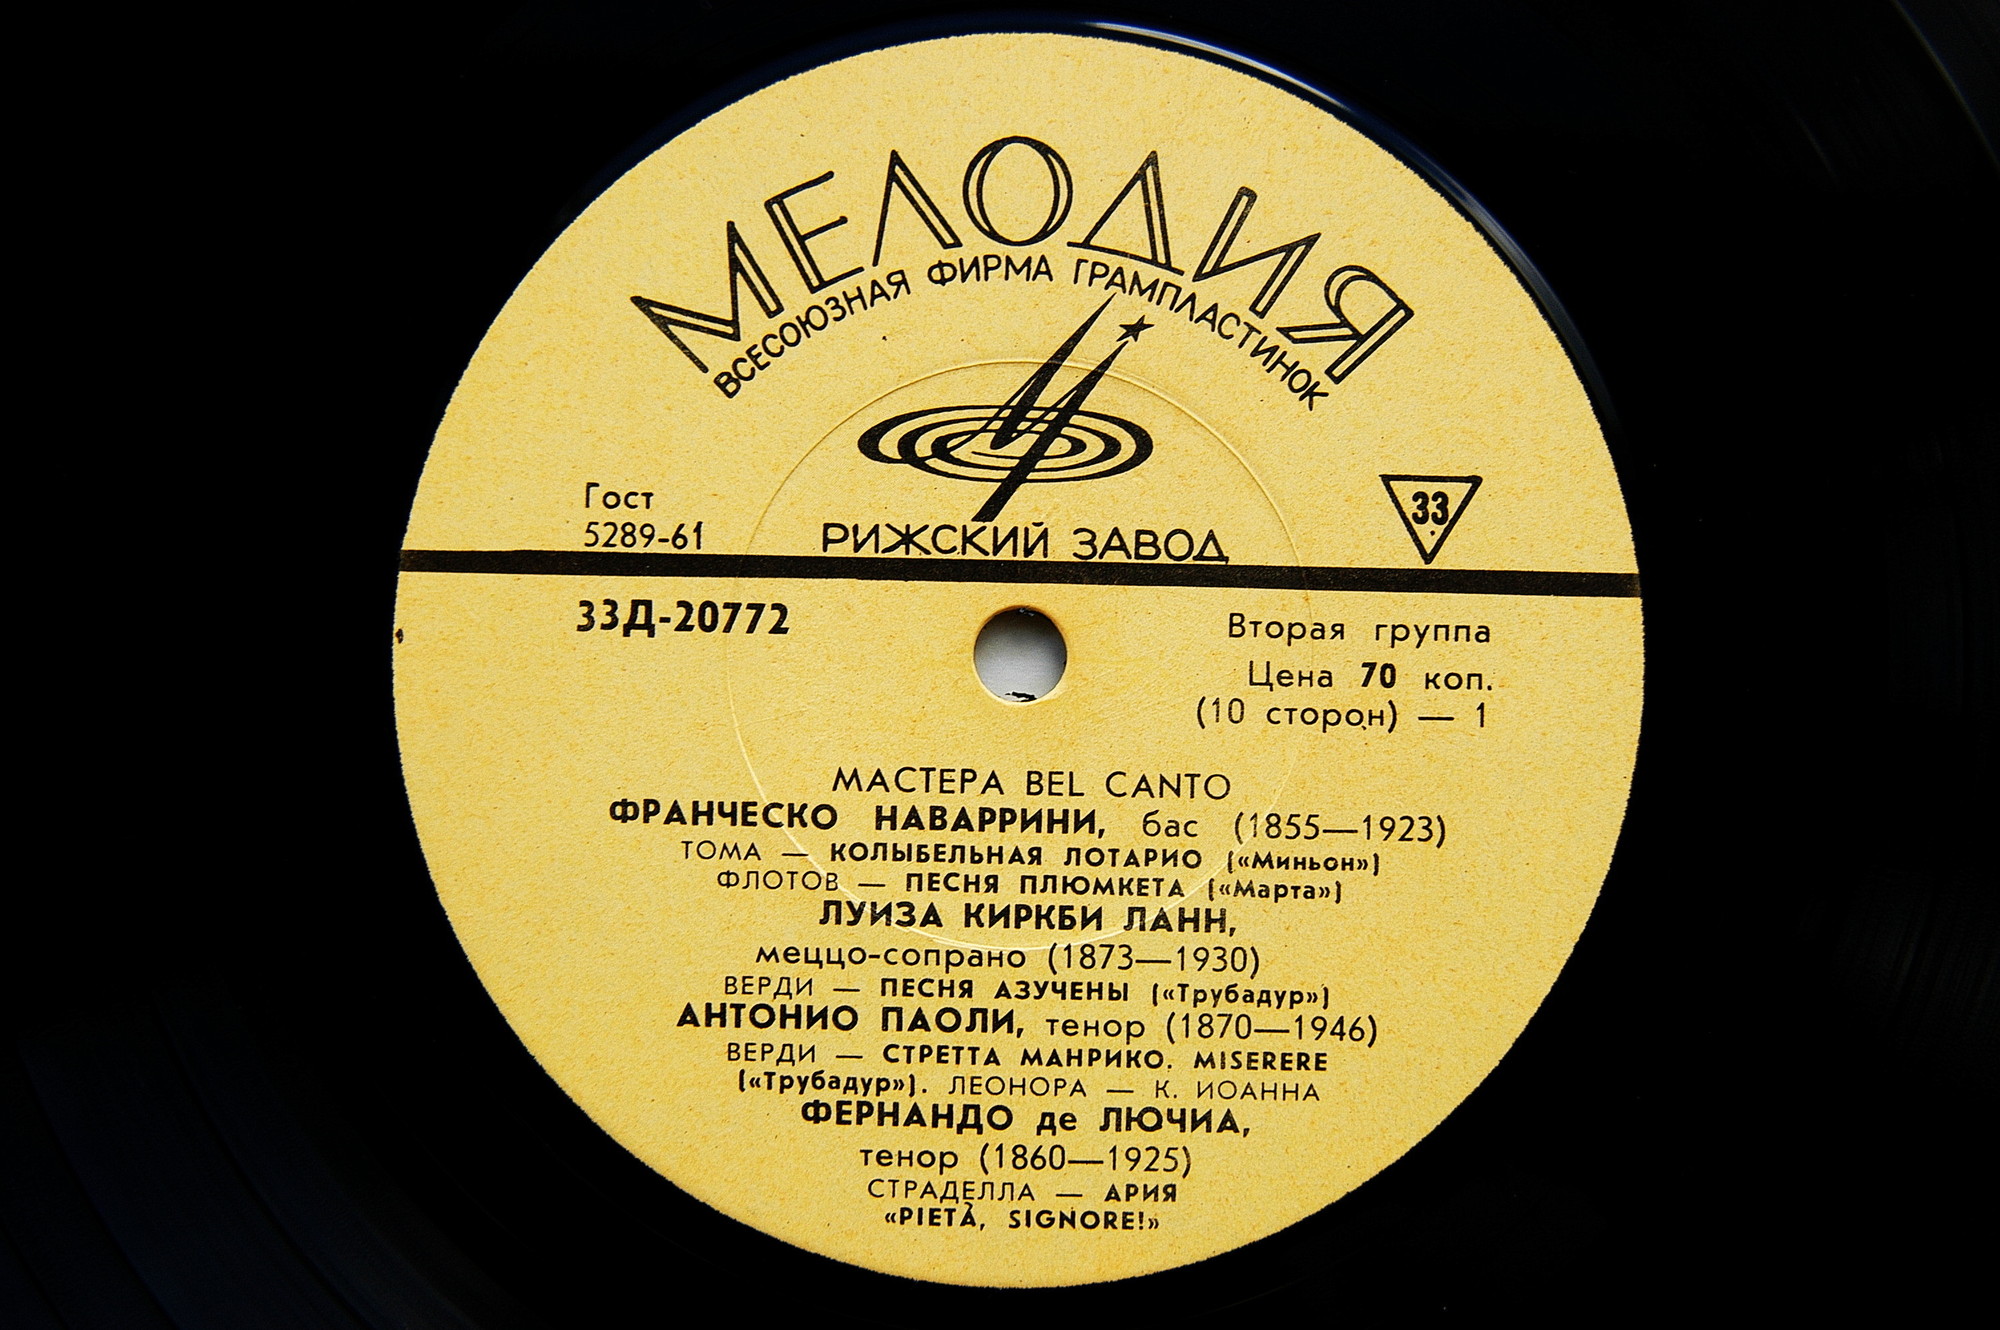 МЕЛОДИЯ
ВСЕСОЮЗНАЯ ФИРМА ГРАМПЛАСТИНОК
Гост
5289-61
РИЖСКИЙ ЗАВОД
33
33Д-20772
Вторая группа
Цена 70 коп.
(10 сторон) — 1
МАСТЕРА BEL CANTO
ФРАНЧЕСКО НАВАРРИНИ, бас (1855—1923)
ТОМА — КОЛЫБЕЛЬНАЯ ЛОТАРИО («Миньон»)
ФЛОТОВ — ПЕСНЯ ПЛЮМКЕТА («Марта»)
ЛУИЗА КИРКБИ ЛАНН,
меццо-сопрано (1873—1930)
ВЕРДИ — ПЕСНЯ АЗУЧЕНЫ («Трубадур»)
АНТОНИО ПАОЛИ, тенор (1870—1946)
ВЕРДИ — СТРЕТТА МАНРИКО. MISERERE
(«Трубадур»). ЛЕОНОРА — К. ИОАННА
ФЕРНАНДО де ЛЮЧИА,
тенор (1860—1925)
СТРАДЕЛЛА — АРИЯ
«PIETÀ, SIGNORE!»